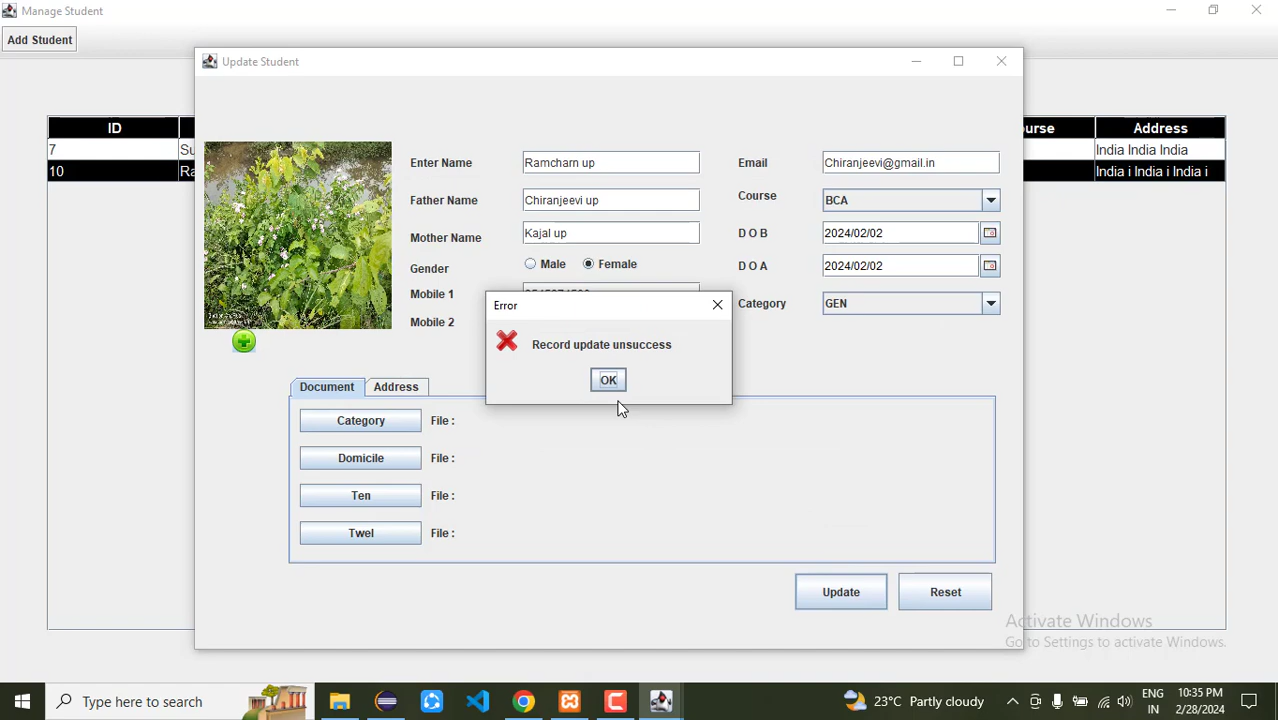 Manage Student
Add Student
Update Student
ID
Su
Course
Address
7
India India India
10
Ra
India i India i India i
Enter Name
Ramcharn up
Email
Chiranjeevi@gmail.in
Father Name
Chiranjeevi up
Course
BCA
Mother Name
Kajal up
D O B
2024/02/02
Gender
Male
Female
D O A
2024/02/02
Mobile 1
Category
GEN
Mobile 2
Error
Record update unsuccess
OK
Document
Address
Category
File :
Domicile
File :
Ten
File :
Twel
File :
Update
Reset
Activate Windows
Go to Settings to activate Windows.
Type here to search
23°C Partly cloudy
ENG
IN
10:35 PM
2/28/2024